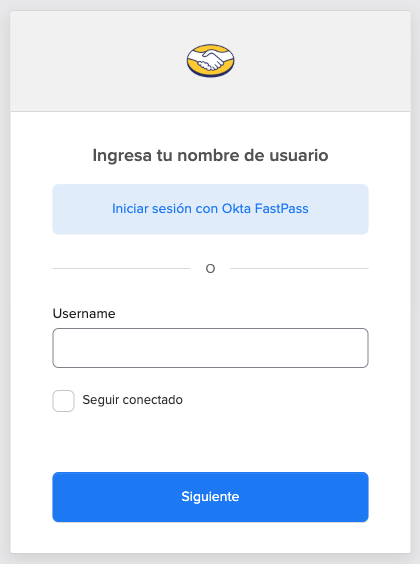 Ingresa tu nombre de usuario
Iniciar sesión con Okta FastPass
O
Username
Seguir conectado
Siguiente